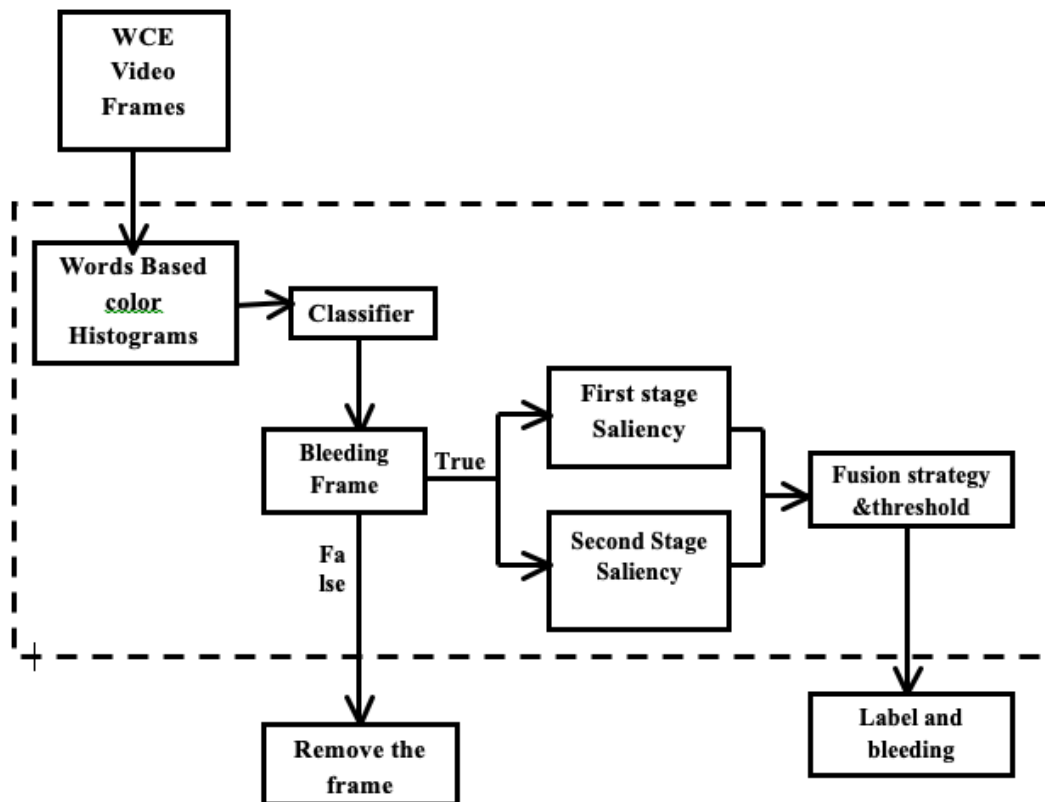 WCE
Video
Frames
Words Based
color
Histograms
Classifier
Bleeding
Frame
True
Fa
lse
First stage
Saliency
Second Stage
Saliency
Fusion strategy
&threshold
Remove the
frame
Label and
bleeding